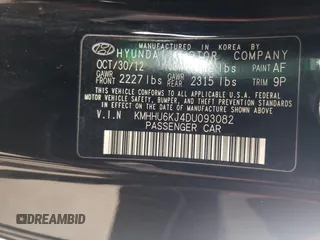 MANUFACTURED IN KOREA BY
HYUNDAI MOTOR COMPANY
OCT/30/12 lbs PAINT AF
FRONT 2227 lbs REAR 2315 lbs TRIM 9P
THIS VEHICLE CONFORMS TO ALL
APPLICABLE U.S. FEDERAL MOTOR VEHICLE
SAFETY, BUMPER, AND THEFT PREVENTION
STANDARDS IN EFFECT ON THE DATE OF
MANUFACTURE SHOWN ABOVE.
V.I.N KMHHU6KJ4DU093082
PASSENGER CAR
DREAMBID